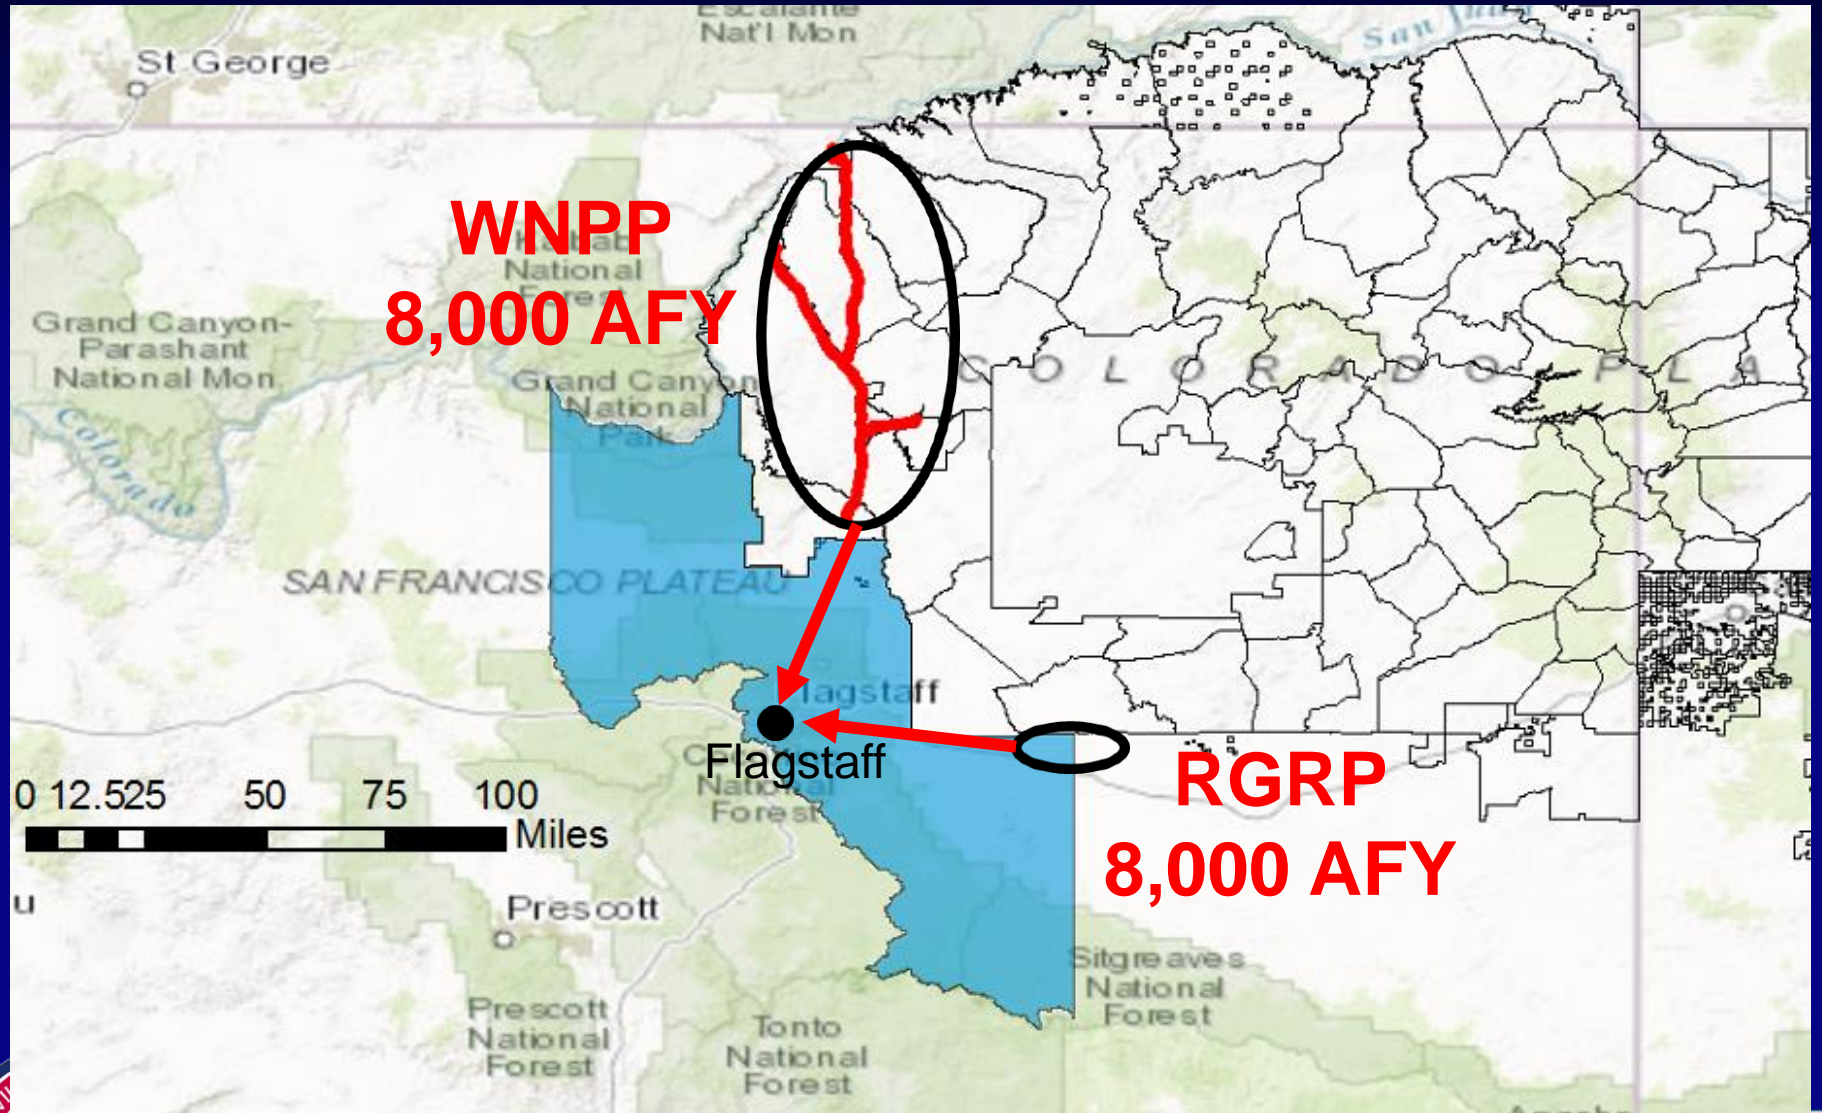 Escalante
Nat'l Mon
San Juan
St George
WNPP
8,000 AFY
Kaibab
National
Forest
Grand Canyon-
Parashant
National Mon.
Grand Canyon
National
Park
COLORADO PLA
Colorado
SAN FRANCISCO PLATEAU
Flagstaff
Flagstaff
National
Forest
RGRP
8,000 AFY
0 12.525 50 75 100
Miles
u
Prescott
Sitgreaves
National
Forest
Prescott
National
Forest
Tonto
National
Forest